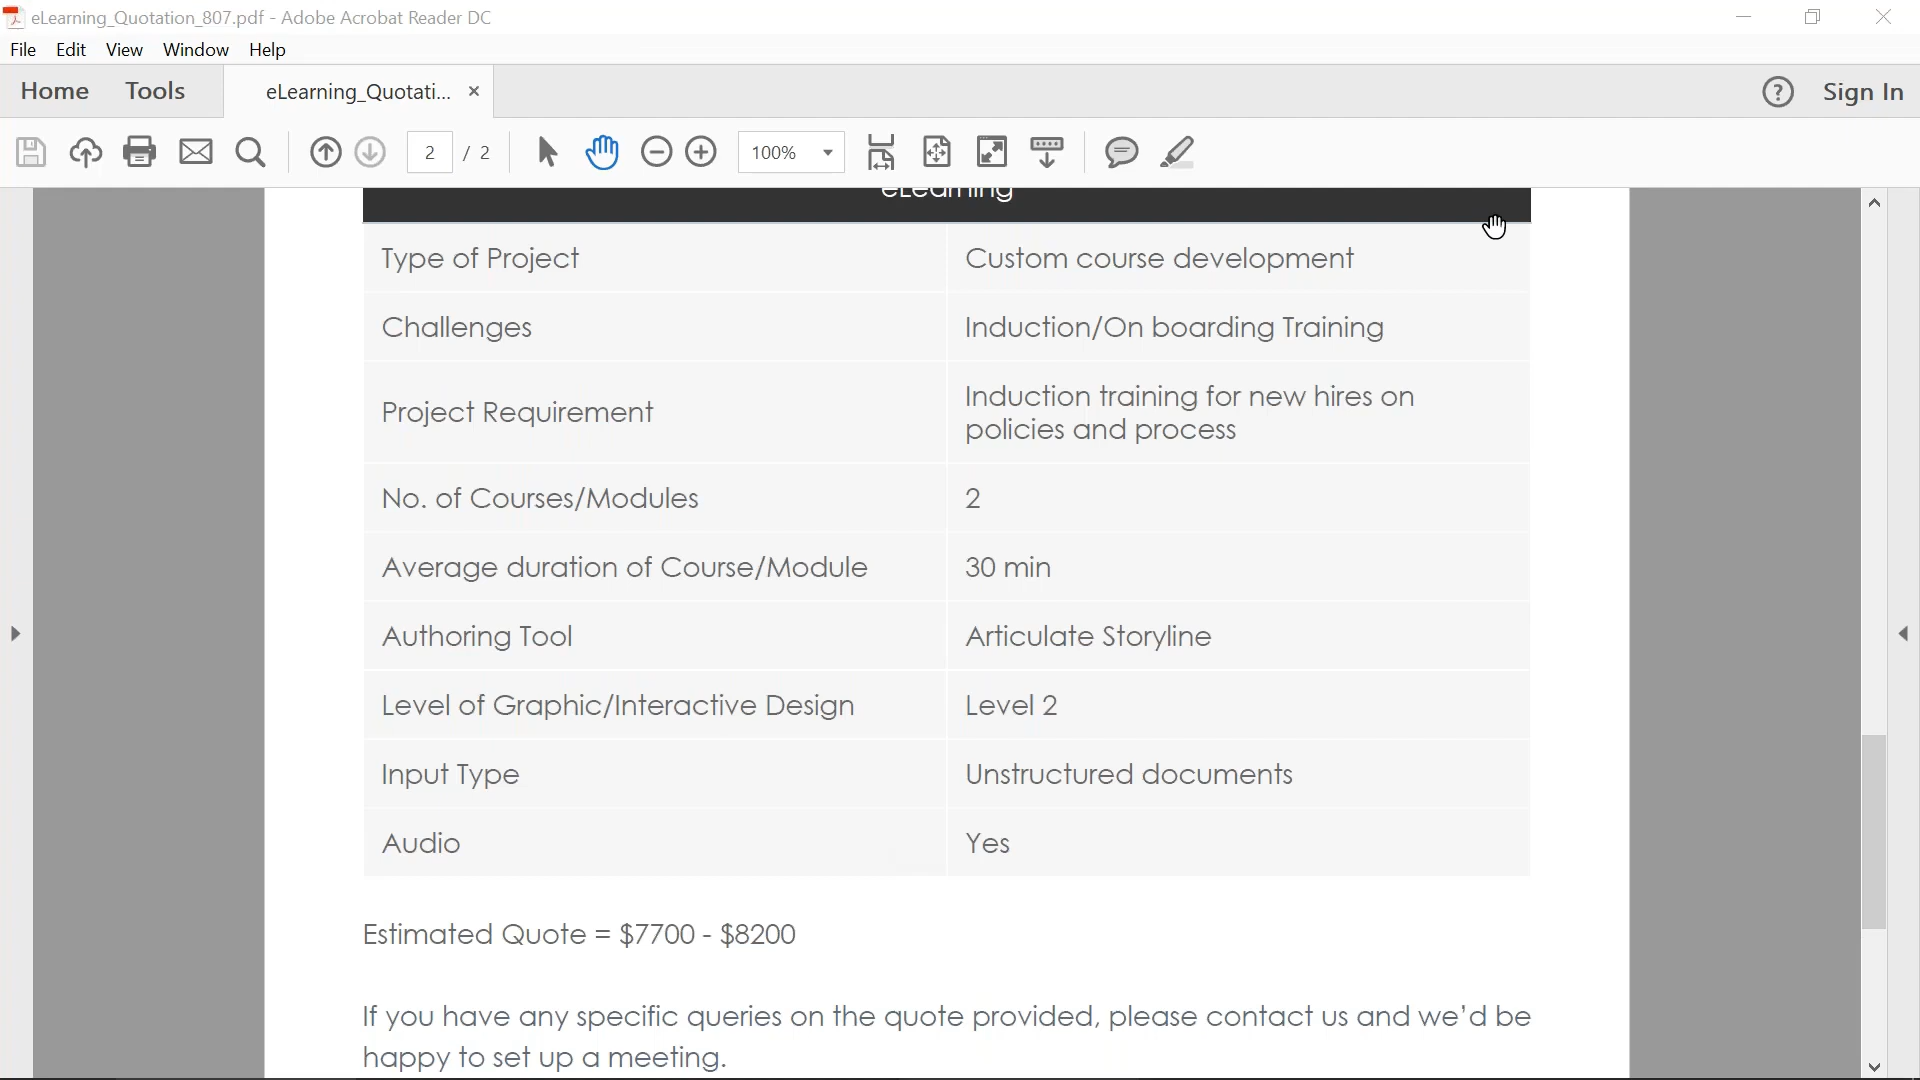 eLearning_Quotation_807.pdf - Adobe Acrobat Reader DC
File Edit View Window Help
Home Tools eLearning_Quotati... × ? Sign In
2 / 2 100%
eLearning
Type of Project Custom course development
Challenges Induction/On boarding Training
Project Requirement Induction training for new hires on
policies and process
No. of Courses/Modules 2
Average duration of Course/Module 30 min
Authoring Tool Articulate Storyline
Level of Graphic/Interactive Design Level 2
Input Type Unstructured documents
Audio Yes
Estimated Quote = $7700 - $8200
If you have any specific queries on the quote provided, please contact us and we'd be
happy to set up a meeting.